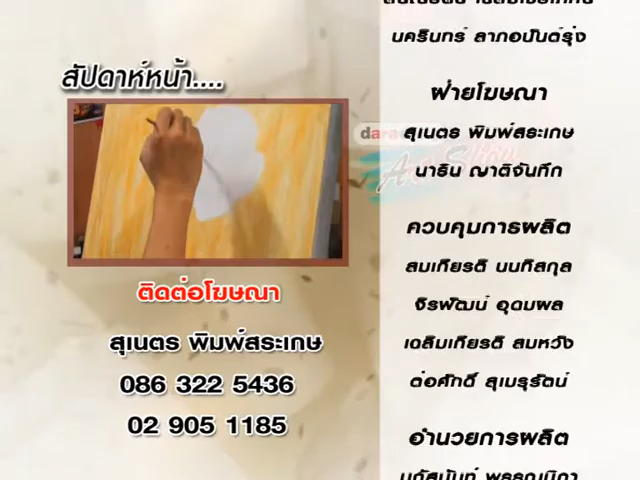 สัปดาห์หน้า....
ติดต่อโฆษณา
สุเนตร พิมพ์สระเกษ
086 322 5436
02 905 1185
นครินทร์ ลาภอนันต์รุ่ง
ฝ่ายโฆษณา
สุเนตร พิมพ์สระเกษ
นาธิน ญาติจันทึก
ควบคุมการผลิต
สมเกียรติ นนทิสกุล
จิรพัฒน์ อุดมผล
เฉลิมเกียรติ สมหวัง
ต่อศักดิ์ สุเมรุรัตน์
อำนวยการผลิต
Art Show